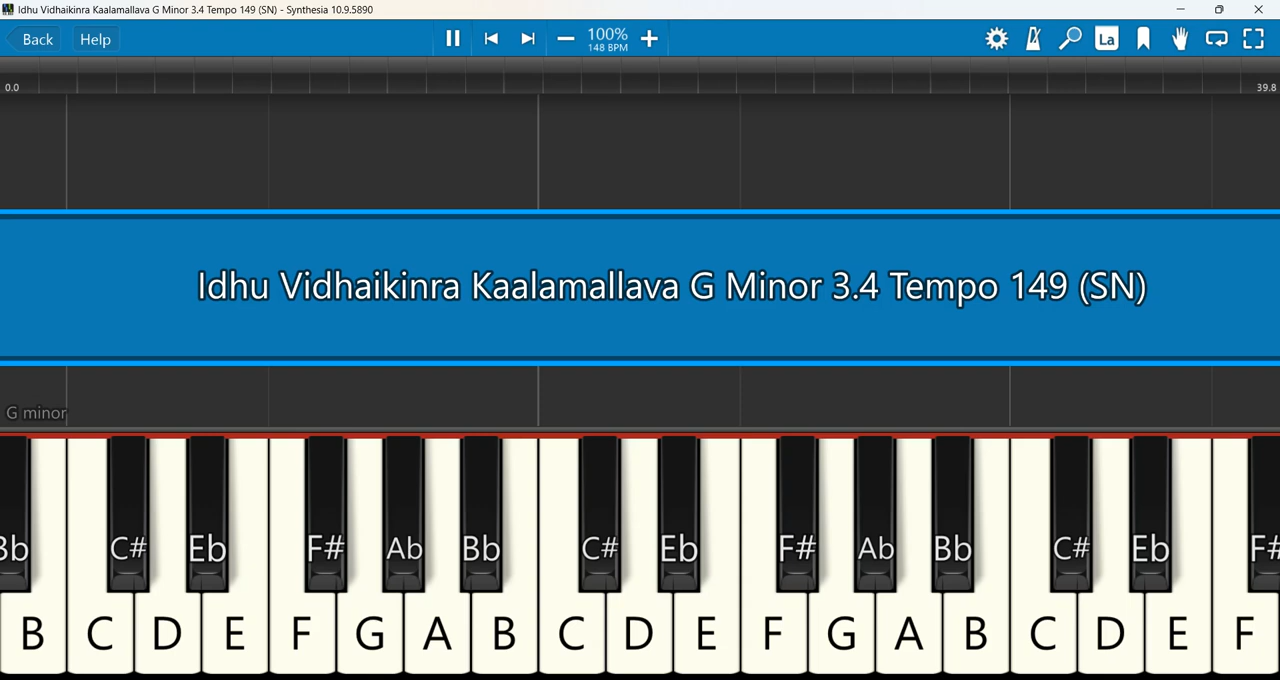 Idhu Vidhaikinra Kaalamallava G Minor 3.4 Tempo 149 (SN) - Synthesia 10.9.5890
Back Help 100% La
148 BPM
0.0 39.8
Idhu Vidhaikinra Kaalamallava G Minor 3.4 Tempo 149 (SN)
G minor
Bb C# Eb F# Ab Bb C# Eb F# Ab Bb C# Eb F#
B C D E F G A B C D E F G A B C D E F